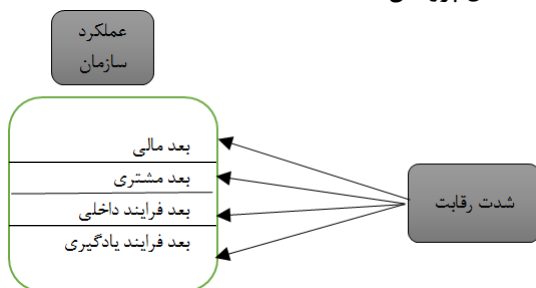 عملکرد
سازمان
بعد مالی
بعد مشتری
بعد فرایند داخلی
بعد فرایند یادگیری
شدت رقابت